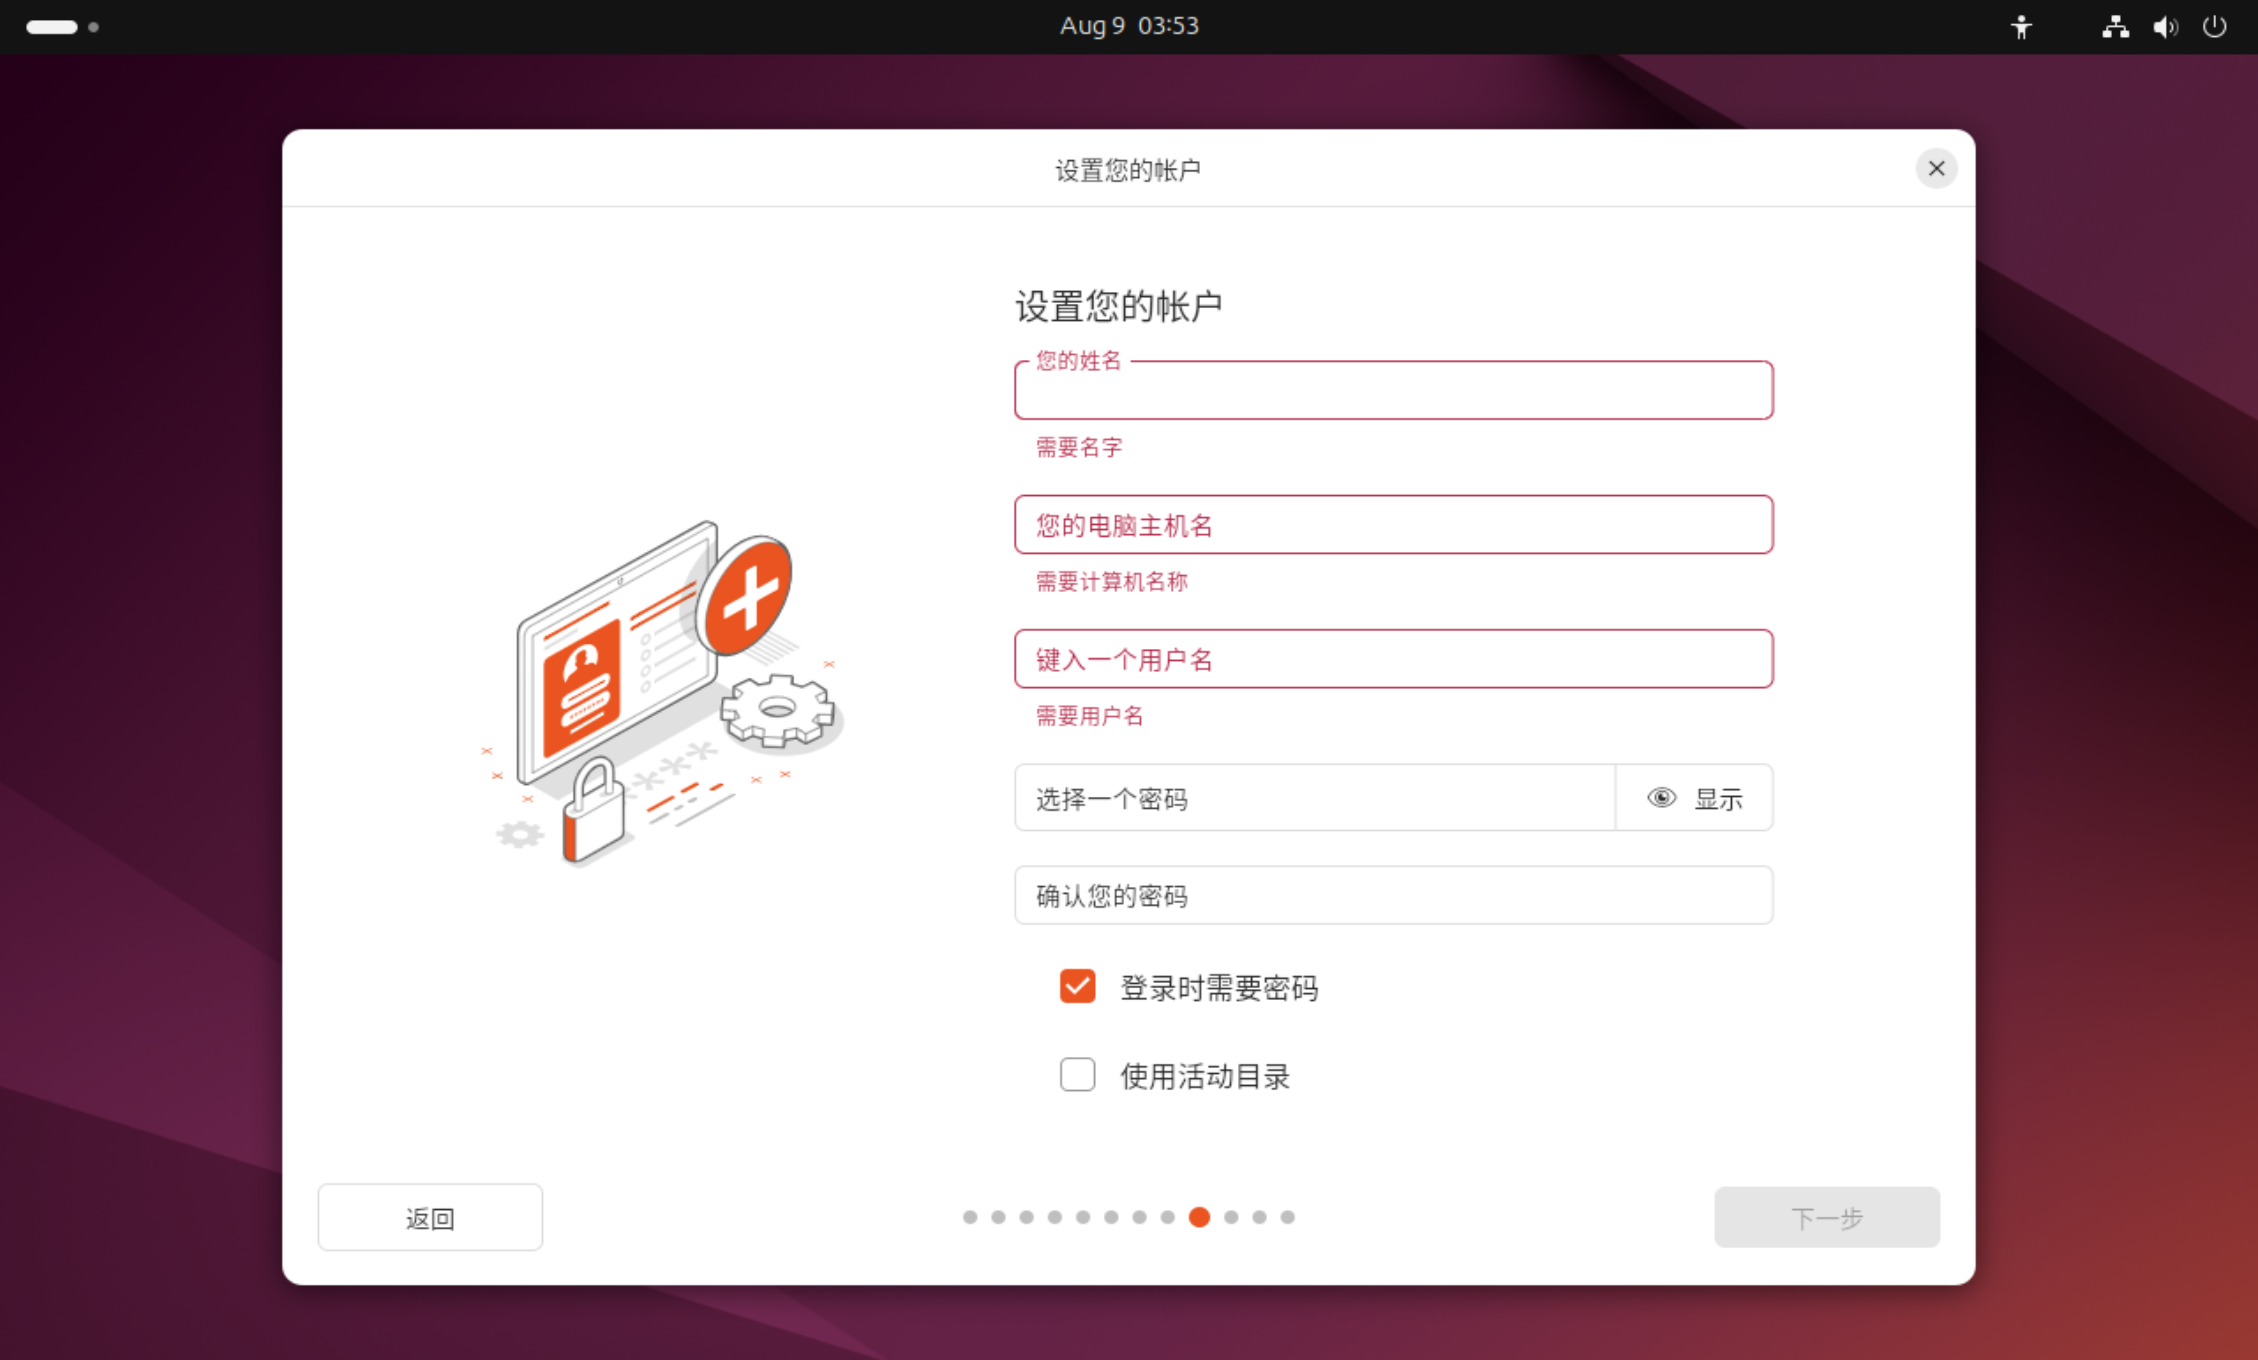 Aug 9 03:53
设置您的帐户
设置您的帐户
您的姓名
需要名字
您的电脑主机名
需要计算机名称
键入一个用户名
需要用户名
选择一个密码
显示
确认您的密码
登录时需要密码
使用活动目录
返回
下一步